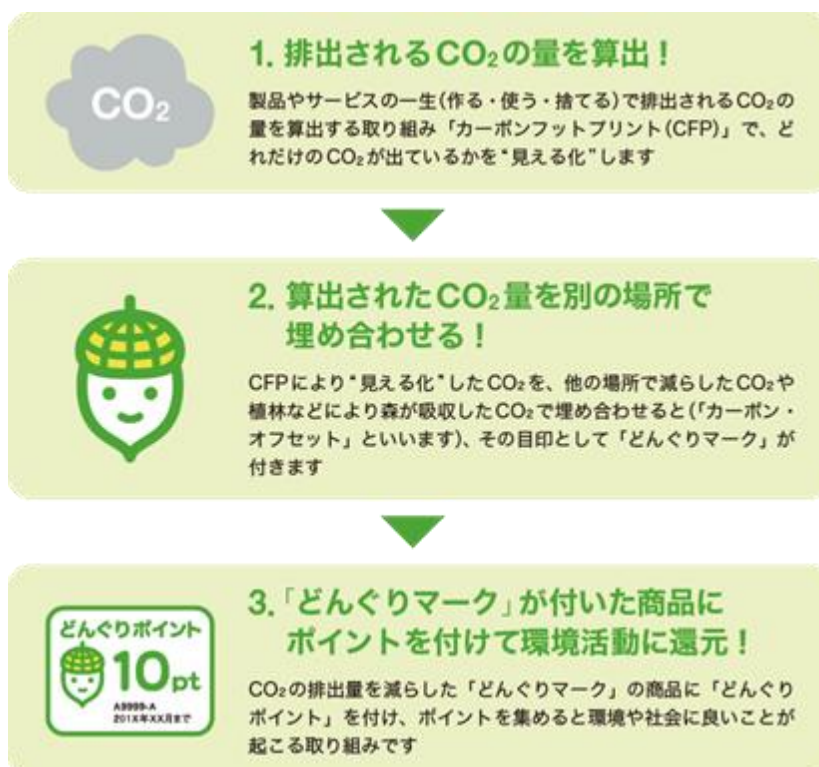 CO₂
1. 排出されるCO₂の量を算出！
製品やサービスの一生(作る・使う・捨てる)で排出されるCO₂の
量を算出する取り組み「カーボンフットプリント(CFP)」で、ど
れだけのCO₂が出ているかを“見える化”します
2. 算出されたCO₂量を別の場所で
埋め合わせる！
CFPにより“見える化”したCO₂を、他の場所で減らしたCO₂や
植林などにより森が吸収したCO₂で埋め合わせると(「カーボン・
オフセット」といいます)、その目印として「どんぐりマーク」が
付きます
どんぐりポイント
10pt
A9999-A
201X年XX月まで
3.「どんぐりマーク」が付いた商品に
ポイントを付けて環境活動に還元！
CO₂の排出量を減らした「どんぐりマーク」の商品に「どんぐり
ポイント」を付け、ポイントを集めると環境や社会に良いことが
起こる取り組みです